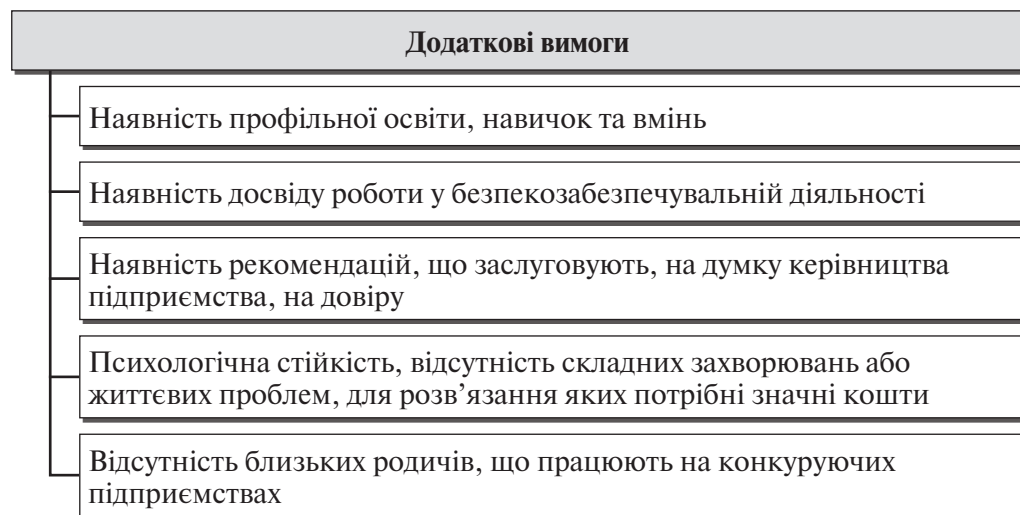 Додаткові вимоги
Наявність профільної освіти, навичок та вмінь
Наявність досвіду роботи у безпекозабезпечувальній діяльності
Наявність рекомендацій, що заслуговують, на думку керівництва
підприємства, на довіру
Психологічна стійкість, відсутність складних захворювань або
життєвих проблем, для розв’язання яких потрібні значні кошти
Відсутність близьких родичів, що працюють на конкуруючих
підприємствах